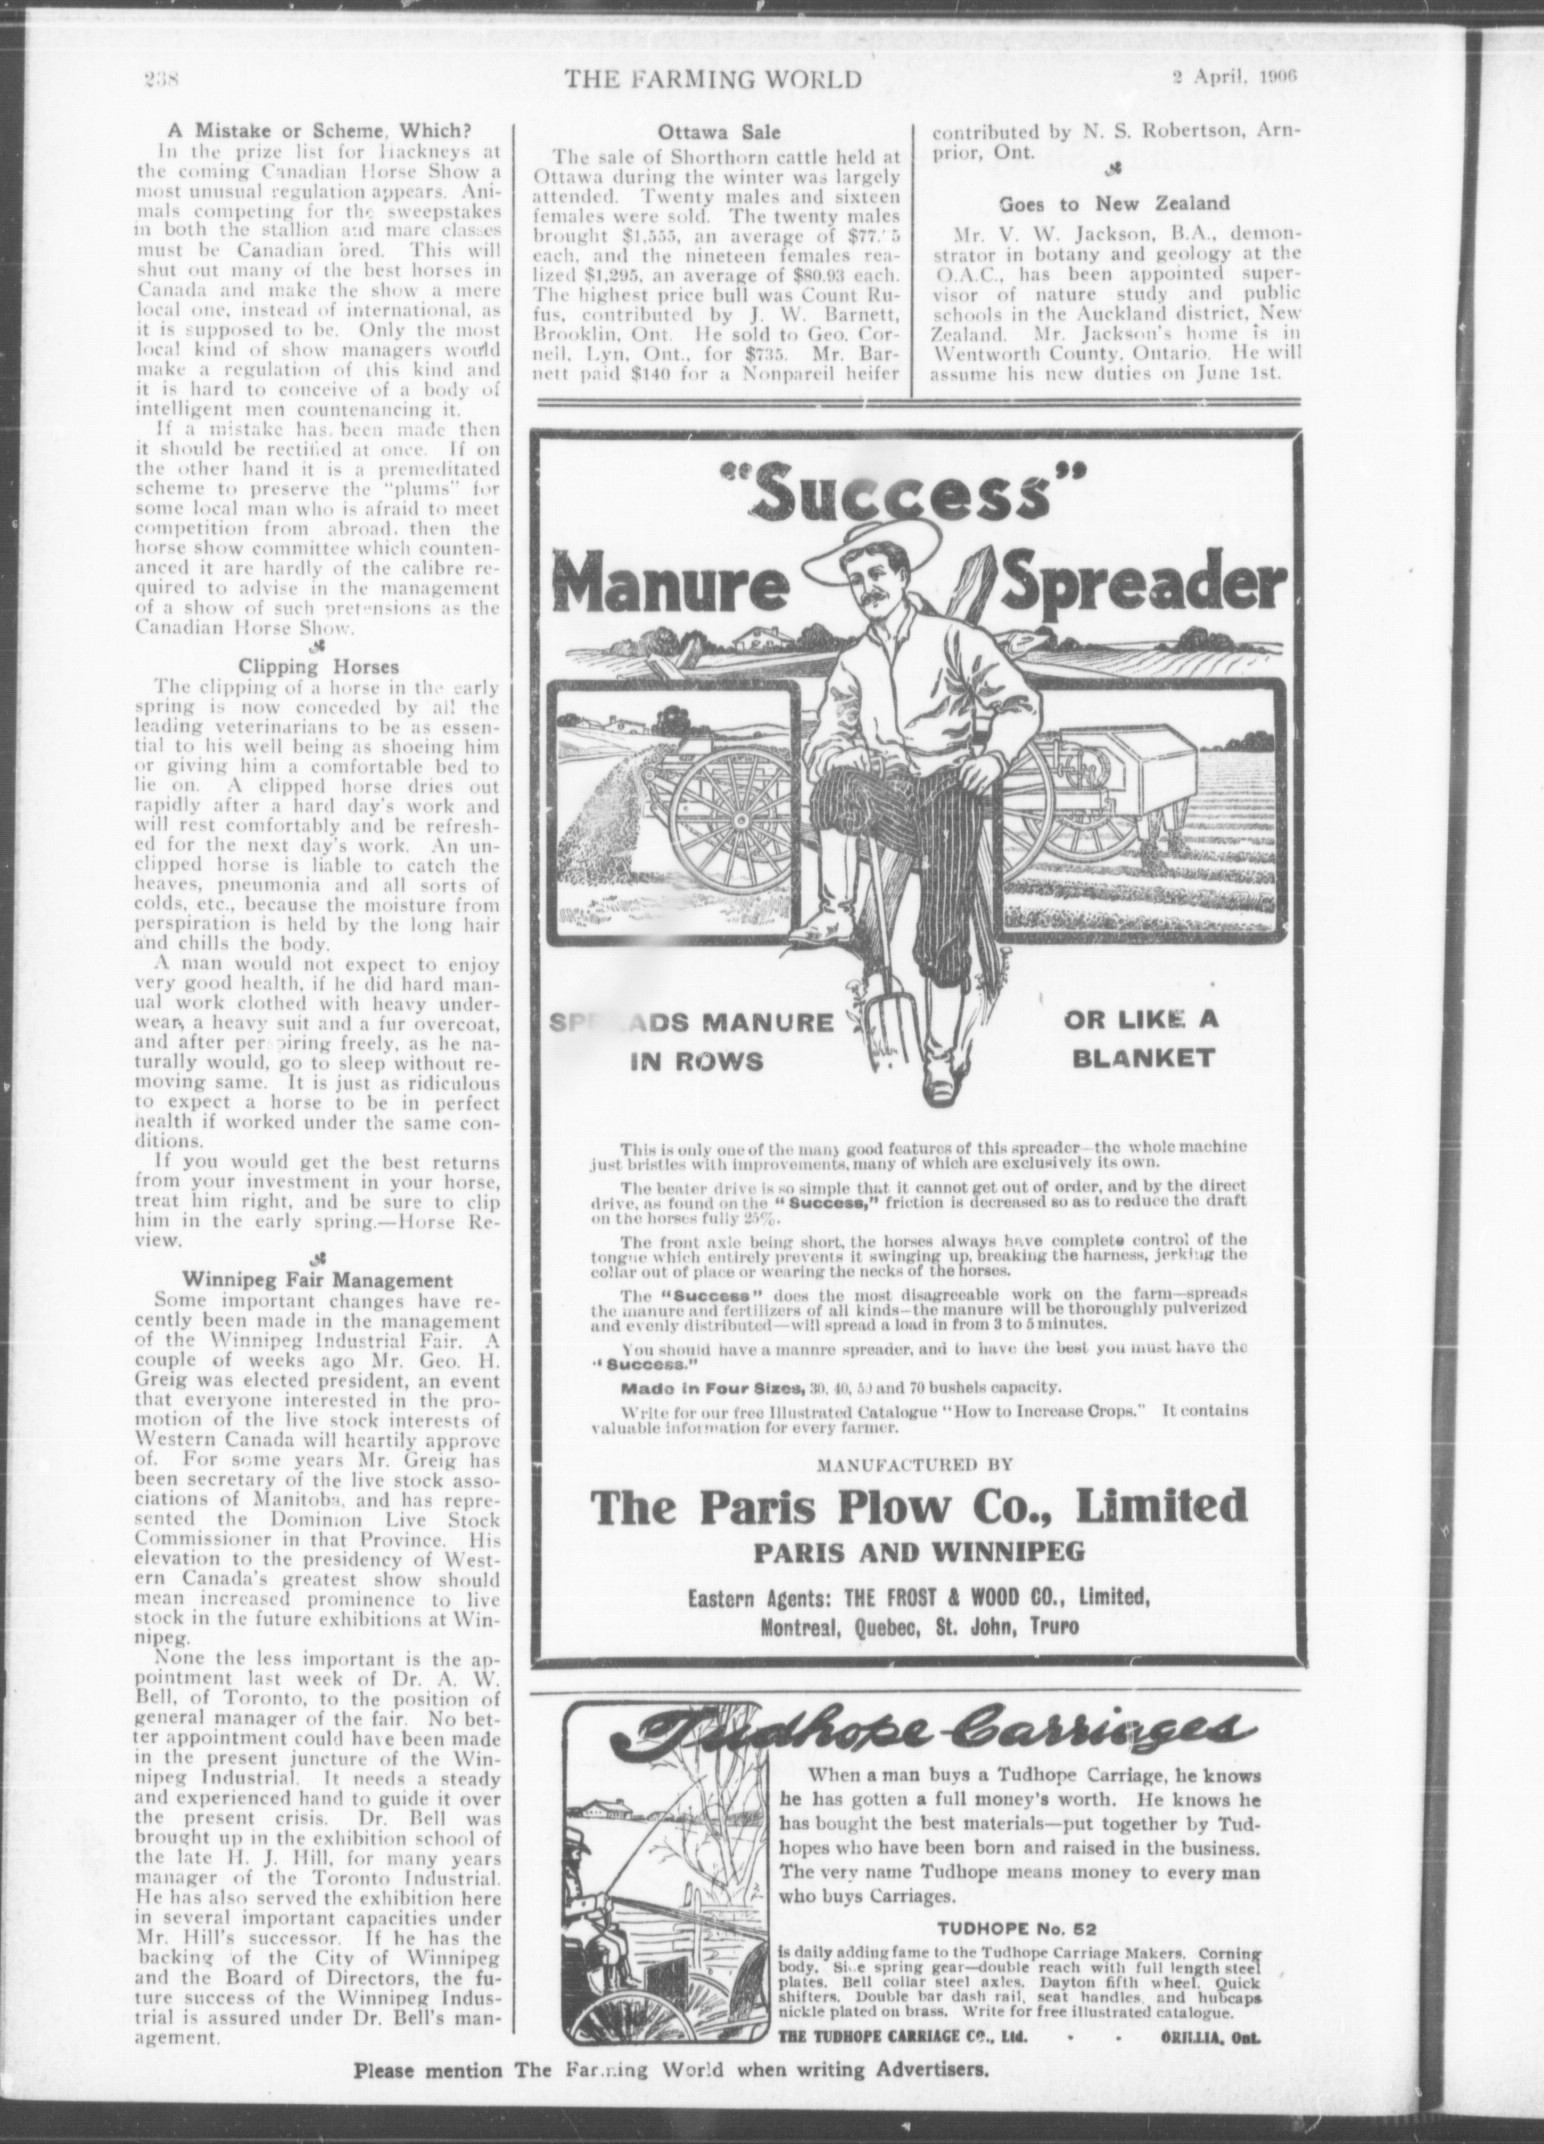 238
THE FARMING WORLD
2 April, 1906
A Mistake or Scheme, Which?
In the prize list for Hackneys at
the coming Canadian Horse Show a
most unusual regulation appears. Ani-
mals competing for the sweepstakes
in both the stallion and mare classes
must be Canadian bred. This will
shut out many of the best horses in
Canada and make the show a mere
local one, instead of international, as
it is supposed to be. Only the most
local kind of show managers would
make a regulation of this kind and
it is hard to conceive of a body of
intelligent men countenancing it.
If a mistake has been made then
it should be rectified at once. If on
the other hand it is a premeditated
scheme to preserve the "plums" for
some local man who is afraid to meet
competition from abroad, then the
horse show committee which counten-
anced it are hardly of the calibre re-
quired to advise in the management
of a show of such pretensions as the
Canadian Horse Show.
Clipping Horses
The clipping of a horse in the early
spring is now conceded by all the
leading veterinarians to be as essen-
tial to his well being as shoeing him
or giving him a comfortable bed to
lie on. A clipped horse dries out
rapidly after a hard day's work and
will rest comfortably and be refresh-
ed for the next day's work. An un-
clipped horse is liable to catch the
heaves, pneumonia and all sorts of
colds, etc., because the moisture from
perspiration is held by the long hair
and chills the body.
A man would not expect to enjoy
very good health, if he did hard man-
ual work clothed with heavy under-
wear, a heavy suit and a fur overcoat,
and after perspiring freely, as he na-
turally would, go to sleep without re-
moving same. It is just as ridiculous
to expect a horse to be in perfect
health if worked under the same con-
ditions.
If you would get the best returns
from your investment in your horse,
treat him right, and be sure to clip
him in the early spring.—Horse Re-
view.
Winnipeg Fair Management
Some important changes have re-
cently been made in the management
of the Winnipeg Industrial Fair. A
couple of weeks ago Mr. Geo. H.
Greig was elected president, an event
that everyone interested in the pro-
motion of the live stock interests of
Western Canada will heartily approve
of. For some years Mr. Greig has
been secretary of the live stock asso-
ciations of Manitoba, and has repre-
sented the Dominion Live Stock
Commissioner in that Province. His
elevation to the presidency of West-
ern Canada's greatest show should
mean increased prominence to live
stock in the future exhibitions at Win-
nipeg.
None the less important is the ap-
pointment last week of Dr. A. W.
Bell, of Toronto, to the position of
general manager of the fair. No bet-
ter appointment could have been made
in the present juncture of the Win-
nipeg Industrial. It needs a steady
and experienced hand to guide it over
the present crisis. Dr. Bell was
brought up in the exhibition school of
the late H. J. Hill, for many years
manager of the Toronto Industrial.
He has also served the exhibition here
in several important capacities under
Mr. Hill's successor. If he has the
backing of the City of Winnipeg
and the Board of Directors, the fu-
ture success of the Winnipeg Indus-
trial is assured under Dr. Bell's man-
agement.
Ottawa Sale
The sale of Shorthorn cattle held at
Ottawa during the winter was largely
attended. Twenty males and sixteen
females were sold. The twenty males
brought $1,555, an average of
each, and the nineteen females rea-
lized $1,295, an average of $80.93 each.
The highest price bull was Count Ru-
fus, contributed by J. W. Barnett,
Brooklin, Ont. He sold to Geo. Cor-
neil, Lyn, Ont., for $735. Mr. Bar-
nett paid $140 for a Nonpareil heifer
contributed by N. S. Robertson, Arn-
prior, Ont.
Goes to New Zealand
Mr. V. W. Jackson, B.A., demon-
strator in botany and geology at the
O.A.C., has been appointed super-
visor of nature study and public
schools in the Auckland district, New
Zealand. Mr. Jackson's home is in
Wentworth County, Ontario. He will
assume his new duties on June 1st.
"Success"
Manure Spreader
SPREADS MANURE
IN ROWS
OR LIKE A
BLANKET
This is only one of the many good features of this spreader—the whole machine
just bristles with improvements, many of which are exclusively its own.
The beater drive is so simple that it cannot get out of order, and by the direct
drive, as found on the "Success," friction is decreased so as to reduce the draft
on the horses fully 25%.
The front axle being short, the horses always have complete control of the
tongue which entirely prevents it swinging up, breaking the harness, jerking the
collar out of place or wearing the necks of the horses.
The "Success" does the most disagreeable work on the farm—spreads
the manure and fertilizers of all kinds—the manure will be thoroughly pulverized
and evenly distributed—will spread a load in from 3 to 5 minutes.
You should have a manure spreader, and to have the best you must have the
"Success."
Made in Four Sizes, 30, 40, 50 and 70 bushels capacity.
Write for our free Illustrated Catalogue "How to Increase Crops." It contains
valuable information for every farmer.
MANUFACTURED BY
The Paris Plow Co., Limited
PARIS AND WINNIPEG
Eastern Agents: THE FROST & WOOD CO., Limited,
Montreal, Quebec, St. John, Truro
Tudhope Carriages
When a man buys a Tudhope Carriage, he knows
he has gotten a full money's worth. He knows he
has bought the best materials—put together by Tud-
hopes who have been born and raised in the business.
The very name Tudhope means money to every man
who buys Carriages.
TUDHOPE No. 52
is daily adding fame to the Tudhope Carriage Makers. Corning
body. Side spring gear—double reach with full length steel
plates. Bell collar steel axles. Dayton fifth wheel. Quick
shifters. Double bar dash rail, seat handles, and hubcaps
nickle plated on brass. Write for free illustrated catalogue.
THE TUDHOPE CARRIAGE CO., Ltd. - - ORILLIA, Ont.
Please mention The Farming World when writing Advertisers.